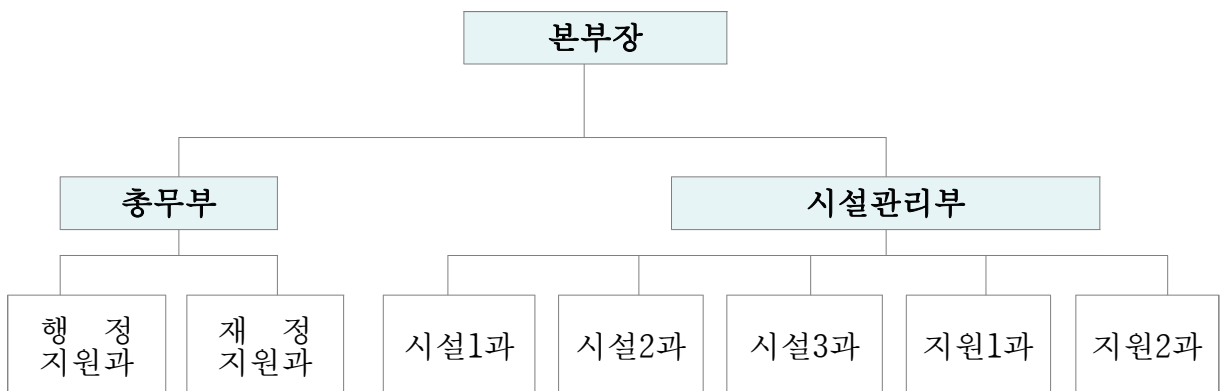 본부장
총무부
시설관리부
행 정
지원과
재 정
지원과
시설1과
시설2과
시설3과
지원1과
지원2과